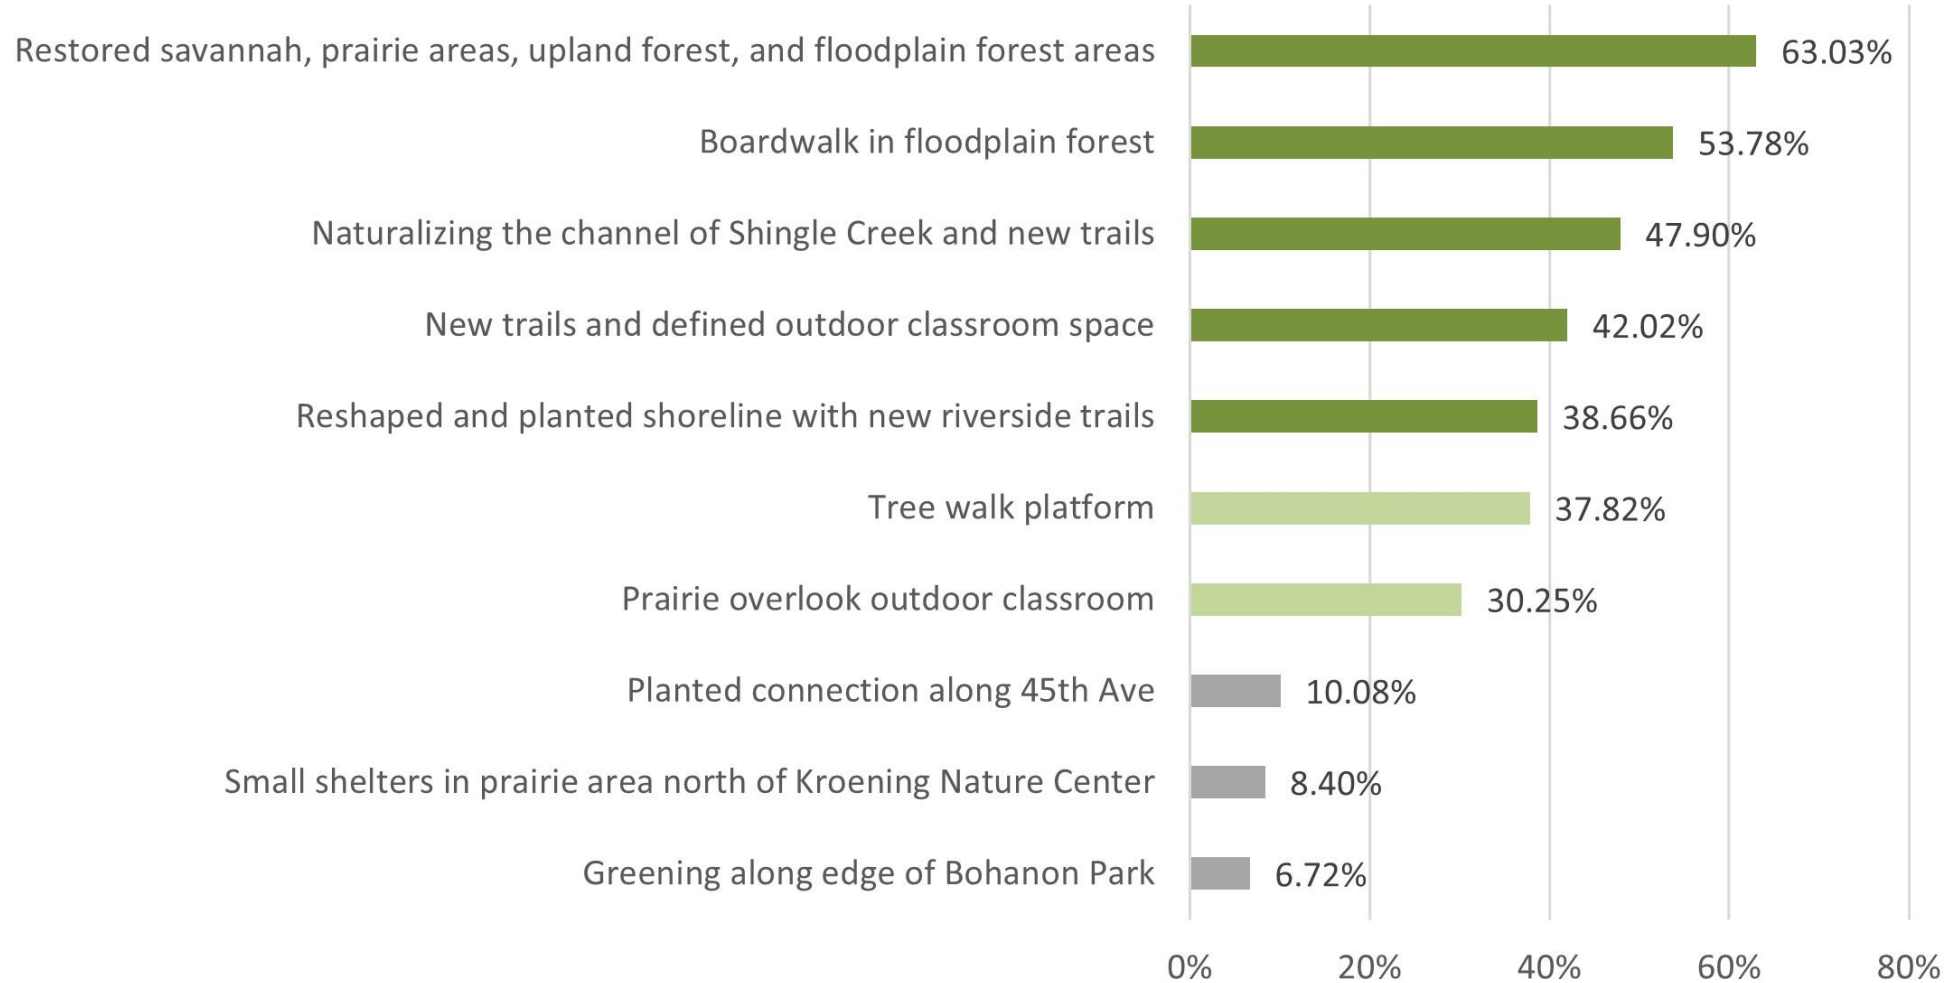 Restored savannah, prairie areas, upland forest, and floodplain forest areas 63.03%
Boardwalk in floodplain forest 53.78%
Naturalizing the channel of Shingle Creek and new trails 47.90%
New trails and defined outdoor classroom space 42.02%
Reshaped and planted shoreline with new riverside trails 38.66%
Tree walk platform 37.82%
Prairie overlook outdoor classroom 30.25%
Planted connection along 45th Ave 10.08%
Small shelters in prairie area north of Kroening Nature Center 8.40%
Greening along edge of Bohanon Park 6.72%
0% 20% 40% 60% 80%